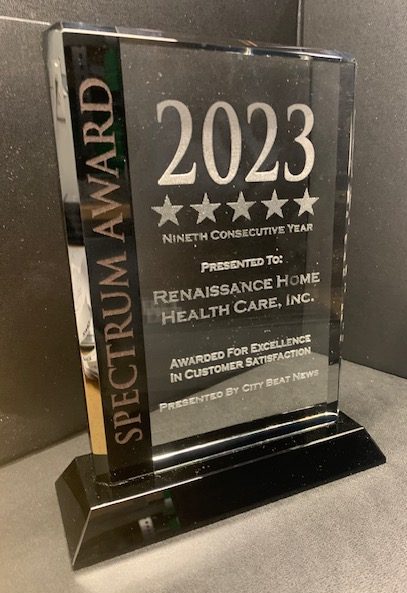 SPECTRUM AWARD
2023
NINETH CONSECUTIVE YEAR
PRESENTED TO:
RENAISSANCE HOME
HEALTH CARE, INC.
AWARDED FOR EXCELLENCE
IN CUSTOMER SATISFACTION
PRESENTED BY CITY BEAT NEWS